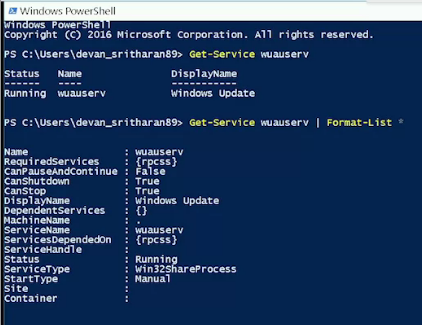 Windows PowerShell
Windows PowerShell
Copyright (C) 2016 Microsoft Corporation. All rights reserved.
PS C:\Users\devan_sritharan89> Get-Service wuauserv
Status   Name               DisplayName
------   ----               -----------
Running  wuauserv           Windows Update
PS C:\Users\devan_sritharan89> Get-Service wuauserv | Format-List *
Name                : wuauserv
RequiredServices    : {rpcss}
CanPauseAndContinue : False
CanShutdown         : True
CanStop             : True
DisplayName         : Windows Update
DependentServices   : {}
MachineName         : .
ServiceName         : wuauserv
ServicesDependedOn  : {rpcss}
ServiceHandle       :
Status              : Running
ServiceType         : Win32ShareProcess
StartType           : Manual
Site                :
Container           :